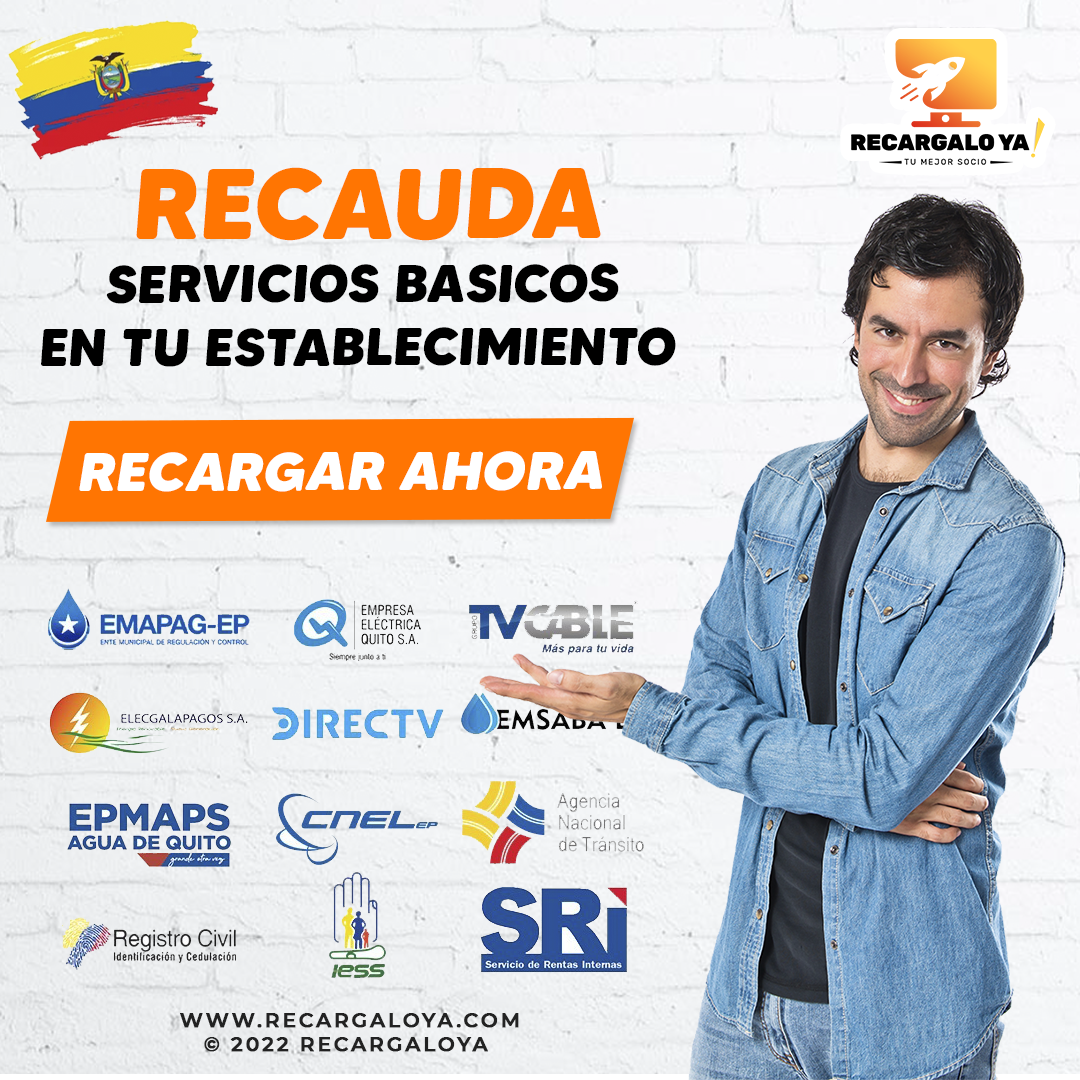 RECARGALO YA!
TU MEJOR SOCIO
RECAUDA
SERVICIOS BASICOS
EN TU ESTABLECIMIENTO
RECARGAR AHORA
EMAPAG-EP
ENTE MUNICIPAL DE REGULACIÓN Y CONTROL
EMPRESA
ELÉCTRICA
QUITO S.A.
Siempre junto a ti
GRUPO TVCABLE
Más para tu vida
ELECGALAPAGOS S.A.
DIRECTV
EMSABA
EPMAPS
AGUA DE QUITO
grande otra vez
CNEL EP
Agencia
Nacional
de Tránsito
Registro Civil
Identificación y Cedulación
IESS
SRi
Servicio de Rentas Internas
WWW.RECARGALOYA.COM
© 2022 RECARGALOYA